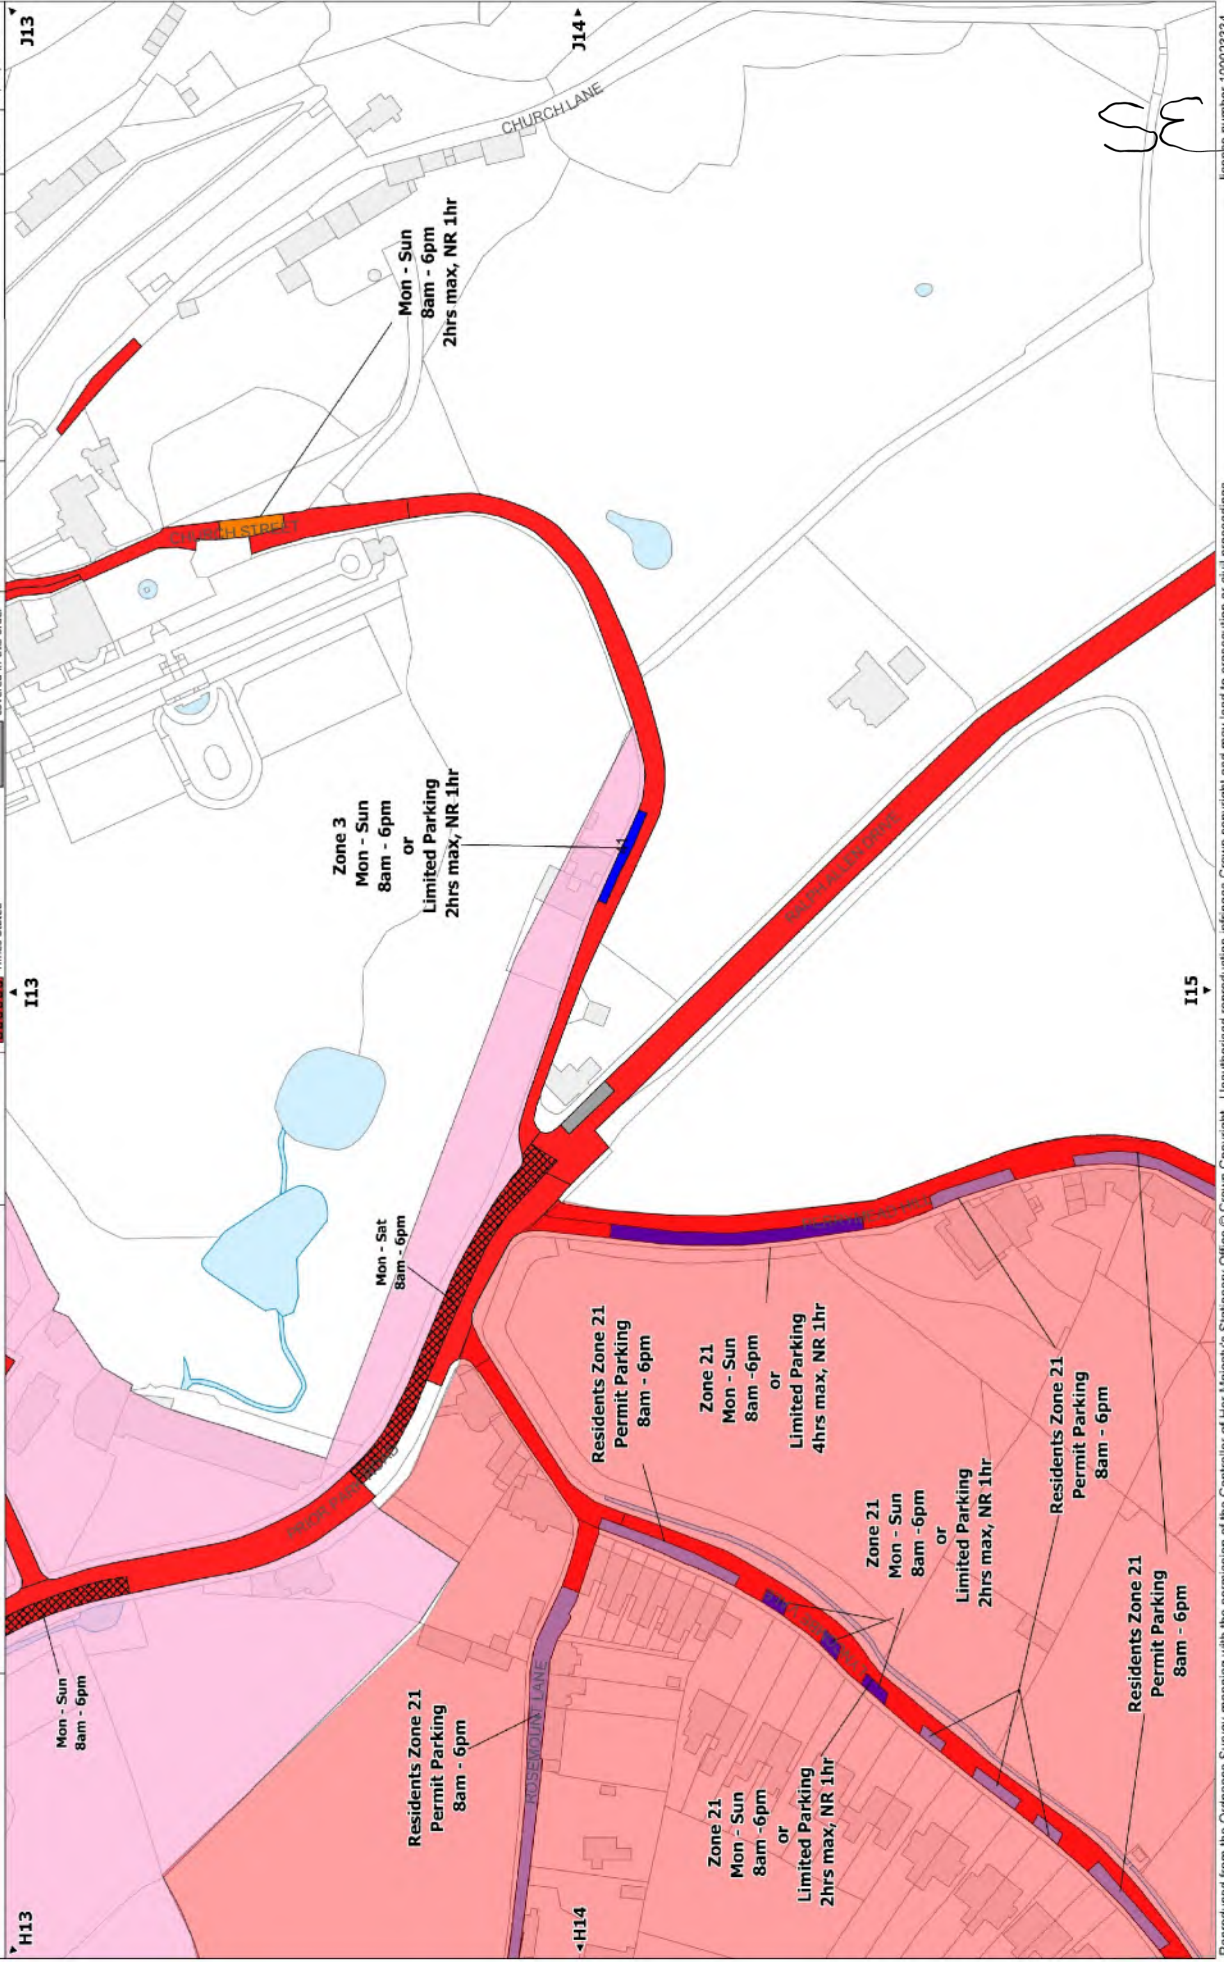 H13
I13
J13
Mon - Sun
8am - 6pm
Mon - Sat
8am - 6pm
Zone 3
Mon - Sun
8am - 6pm
or
Limited Parking
2hrs max, NR 1hr
Mon - Sun
8am - 6pm
2hrs max, NR 1hr
CHURCH STREET
CHURCH LANE
Residents Zone 21
Permit Parking
8am - 6pm
ROSEMOUNT LANE
H14
J14
Residents Zone 21
Permit Parking
8am - 6pm
Zone 21
Mon - Sun
8am -6pm
or
Limited Parking
4hrs max, NR 1hr
RALPH ALLEN DRIVE
Zone 21
Mon - Sun
8am -6pm
or
Limited Parking
2hrs max, NR 1hr
Zone 21
Mon - Sun
8am -6pm
or
Limited Parking
2hrs max, NR 1hr
Residents Zone 21
Permit Parking
8am - 6pm
Residents Zone 21
Permit Parking
8am - 6pm
I15